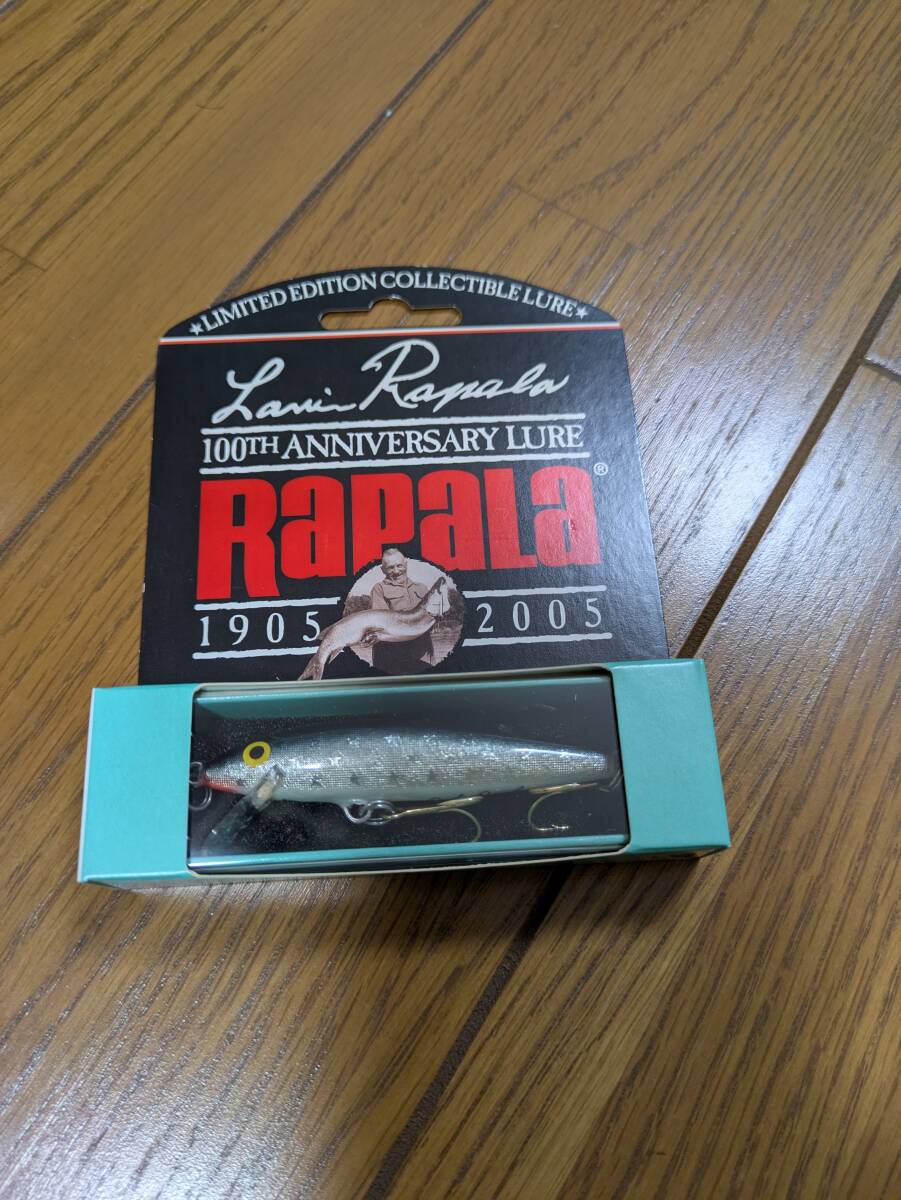 ★LIMITED EDITION COLLECTIBLE LURE★
Lauri Rapala
100TH ANNIVERSARY LURE
RAPALA®
1905 2005